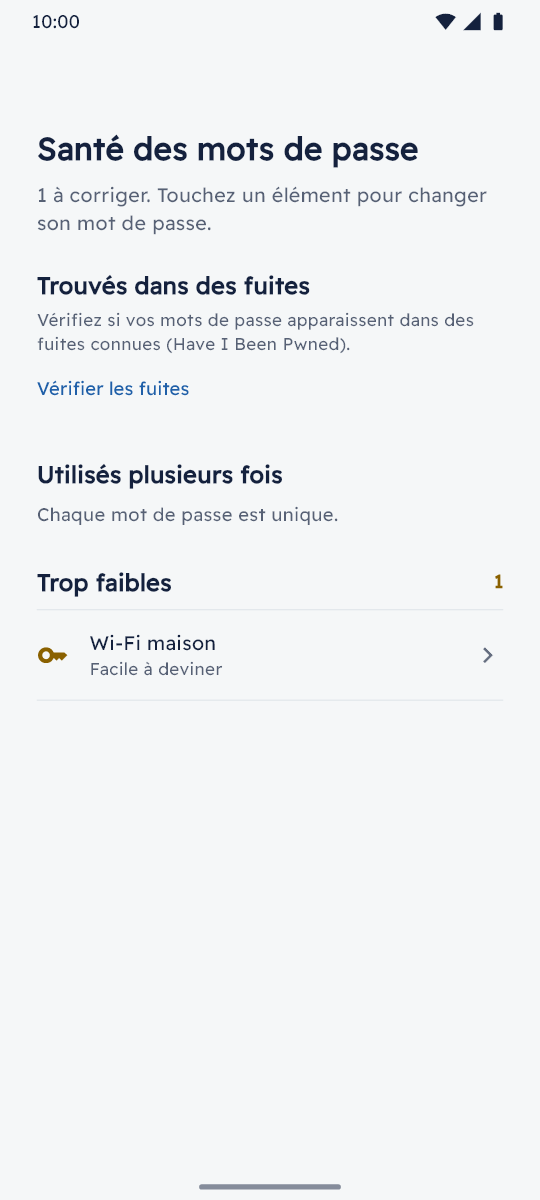 10:00
Santé des mots de passe
1 à corriger. Touchez un élément pour changer
son mot de passe.
Trouvés dans des fuites
Vérifiez si vos mots de passe apparaissent dans des
fuites connues (Have I Been Pwned).
Vérifier les fuites
Utilisés plusieurs fois
Chaque mot de passe est unique.
Trop faibles 1
Wi-Fi maison
Facile à deviner